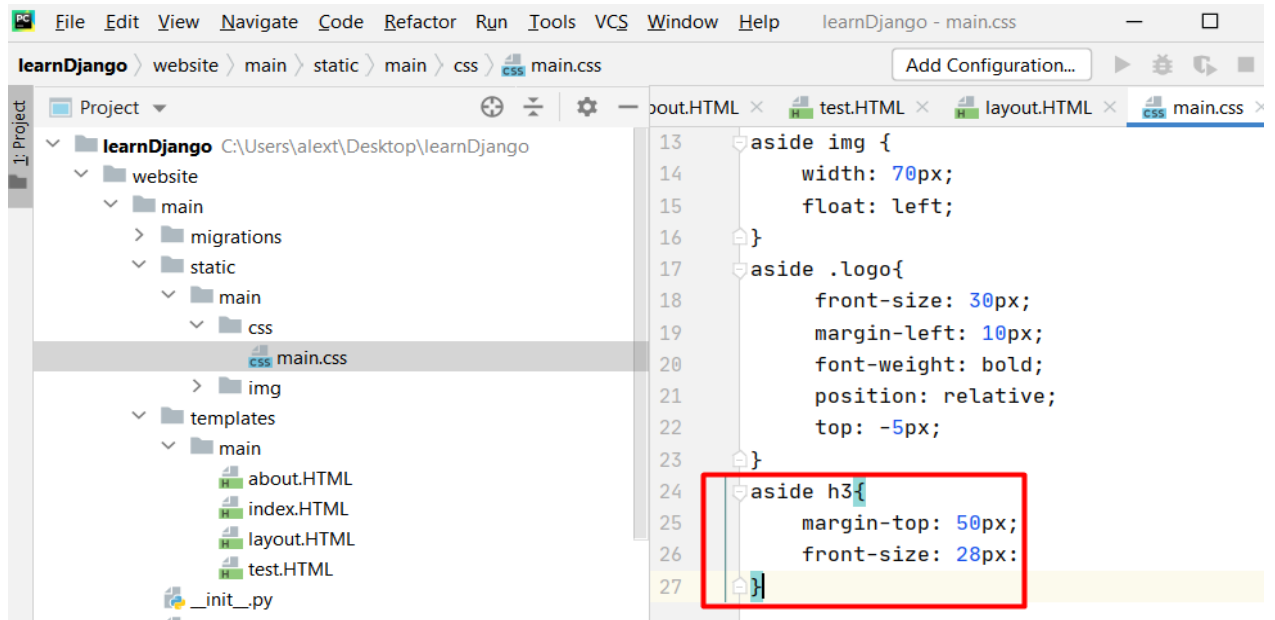 PC File Edit View Navigate Code Refactor Run Tools VCS Window Help learnDjango - main.css
learnDjango website main static main css CSS main.css Add Configuration...
1: Project
Project
learnDjango C:\Users\alext\Desktop\learnDjango
website
main
migrations
static
main
css
CSS main.css
img
templates
main
H about.HTML
H index.HTML
H layout.HTML
H test.HTML
__init__.py
out.HTML H test.HTML H layout.HTML CSS main.css
13 aside img {
14 width: 70px;
15 float: left;
16 }
17 aside .logo{
18 front-size: 30px;
19 margin-left: 10px;
20 font-weight: bold;
21 position: relative;
22 top: -5px;
23 }
24 aside h3{
25 margin-top: 50px;
26 front-size: 28px:
27 }